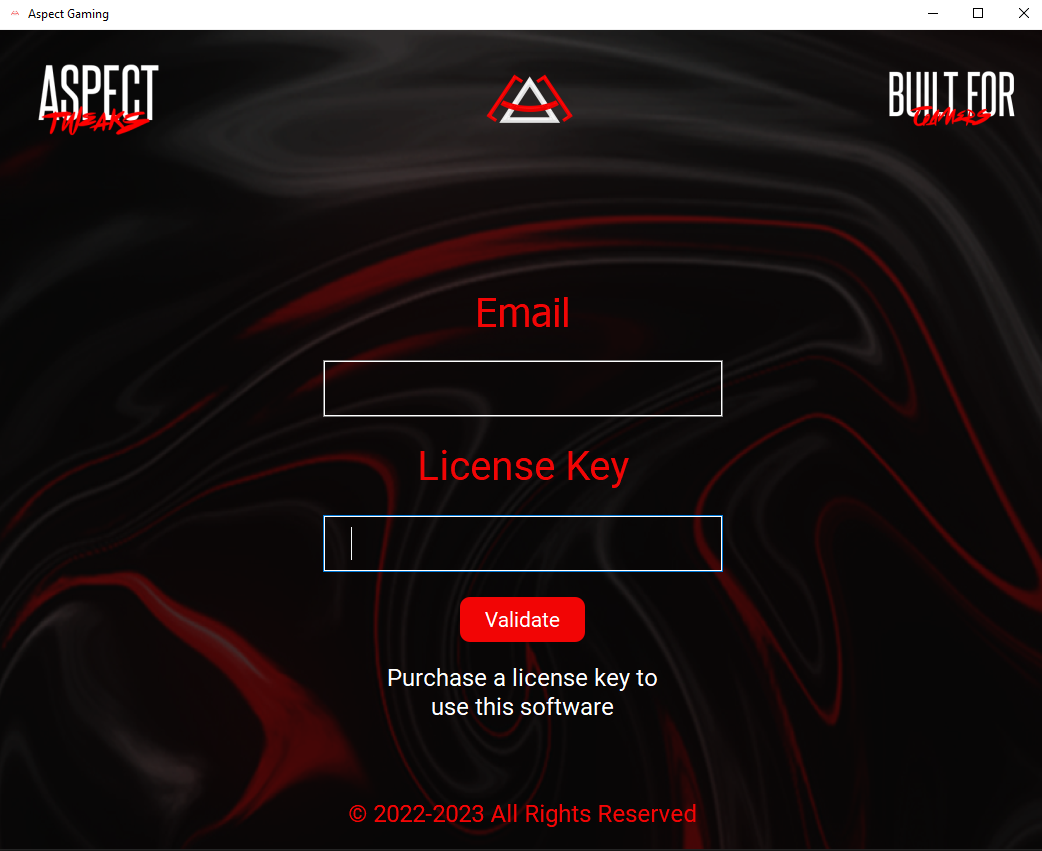 Aspect Gaming
ASPECT
TWEAKS
BUILT FOR
GAMERS
Email
License Key
Validate
Purchase a license key to
use this software
© 2022-2023 All Rights Reserved